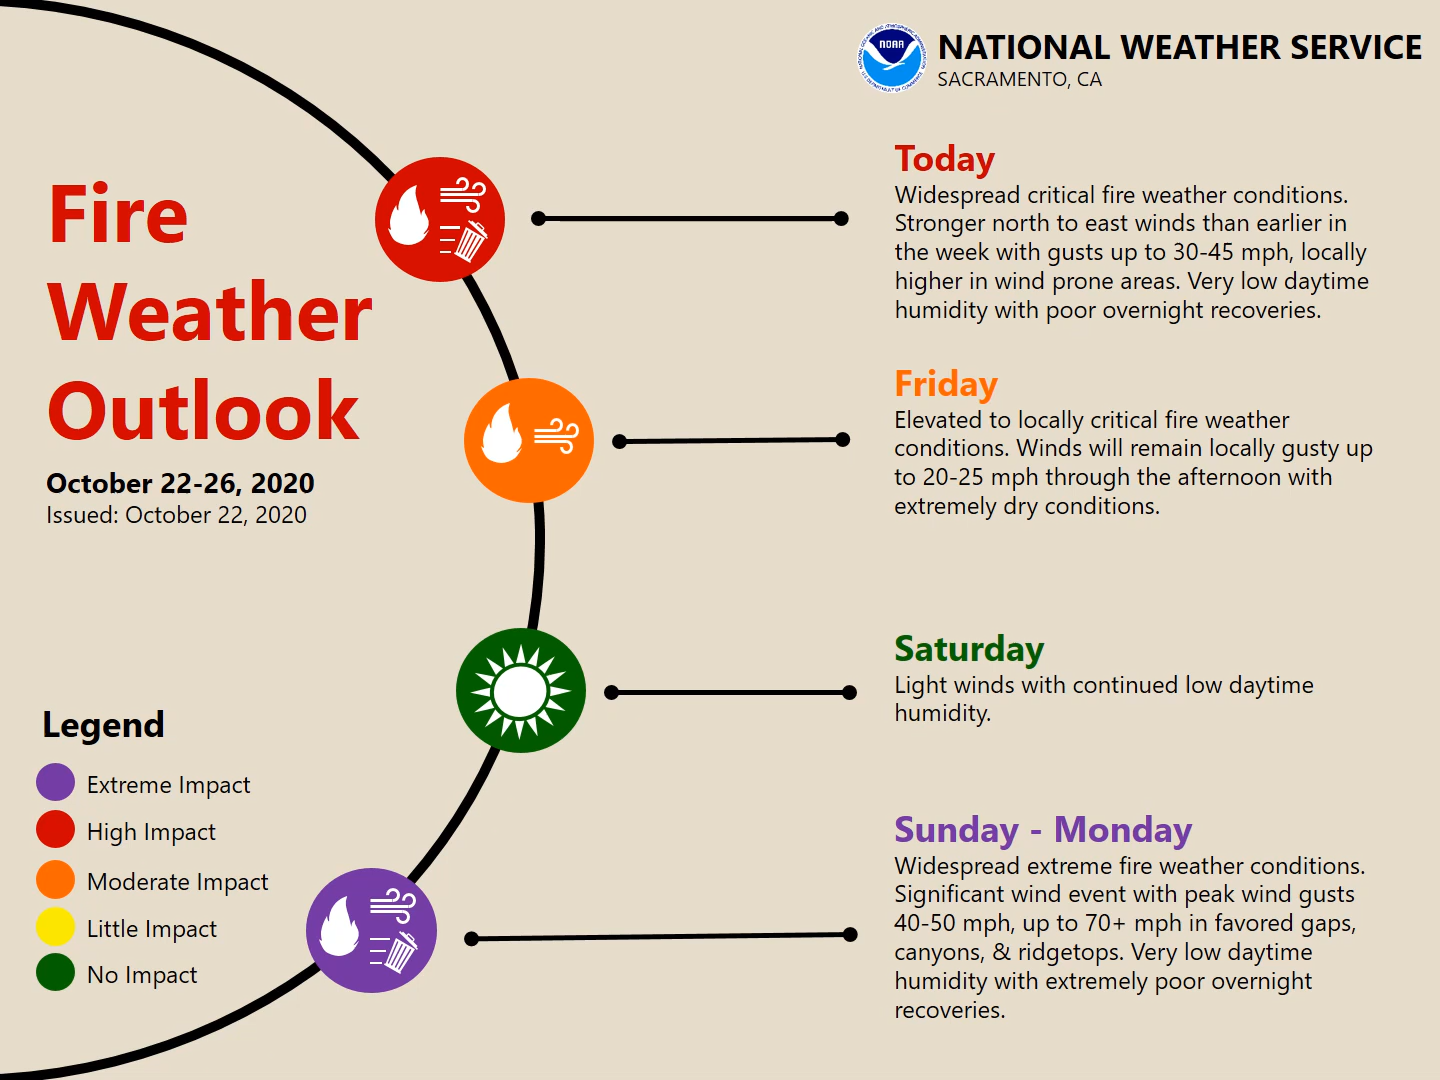 NOAA
NATIONAL WEATHER SERVICE
SACRAMENTO, CA
Fire
Weather
Outlook
October 22-26, 2020
Issued: October 22, 2020
Today
Widespread critical fire weather conditions.
Stronger north to east winds than earlier in
the week with gusts up to 30-45 mph, locally
higher in wind prone areas. Very low daytime
humidity with poor overnight recoveries.
Friday
Elevated to locally critical fire weather
conditions. Winds will remain locally gusty up
to 20-25 mph through the afternoon with
extremely dry conditions.
Saturday
Light winds with continued low daytime
humidity.
Sunday - Monday
Widespread extreme fire weather conditions.
Significant wind event with peak wind gusts
40-50 mph, up to 70+ mph in favored gaps,
canyons, & ridgetops. Very low daytime
humidity with extremely poor overnight
recoveries.
Legend
Extreme Impact
High Impact
Moderate Impact
Little Impact
No Impact